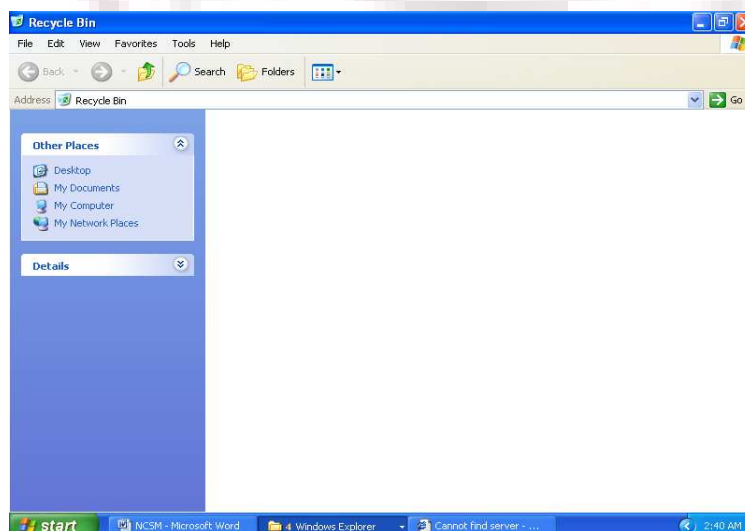 Recycle Bin
File Edit View Favorites Tools Help
Back Search Folders
Address Recycle Bin Go
Other Places
Desktop
My Documents
My Computer
My Network Places
Details
start NCSM - Microsoft Word 4 Windows Explorer Cannot find server - ... 2:40 AM